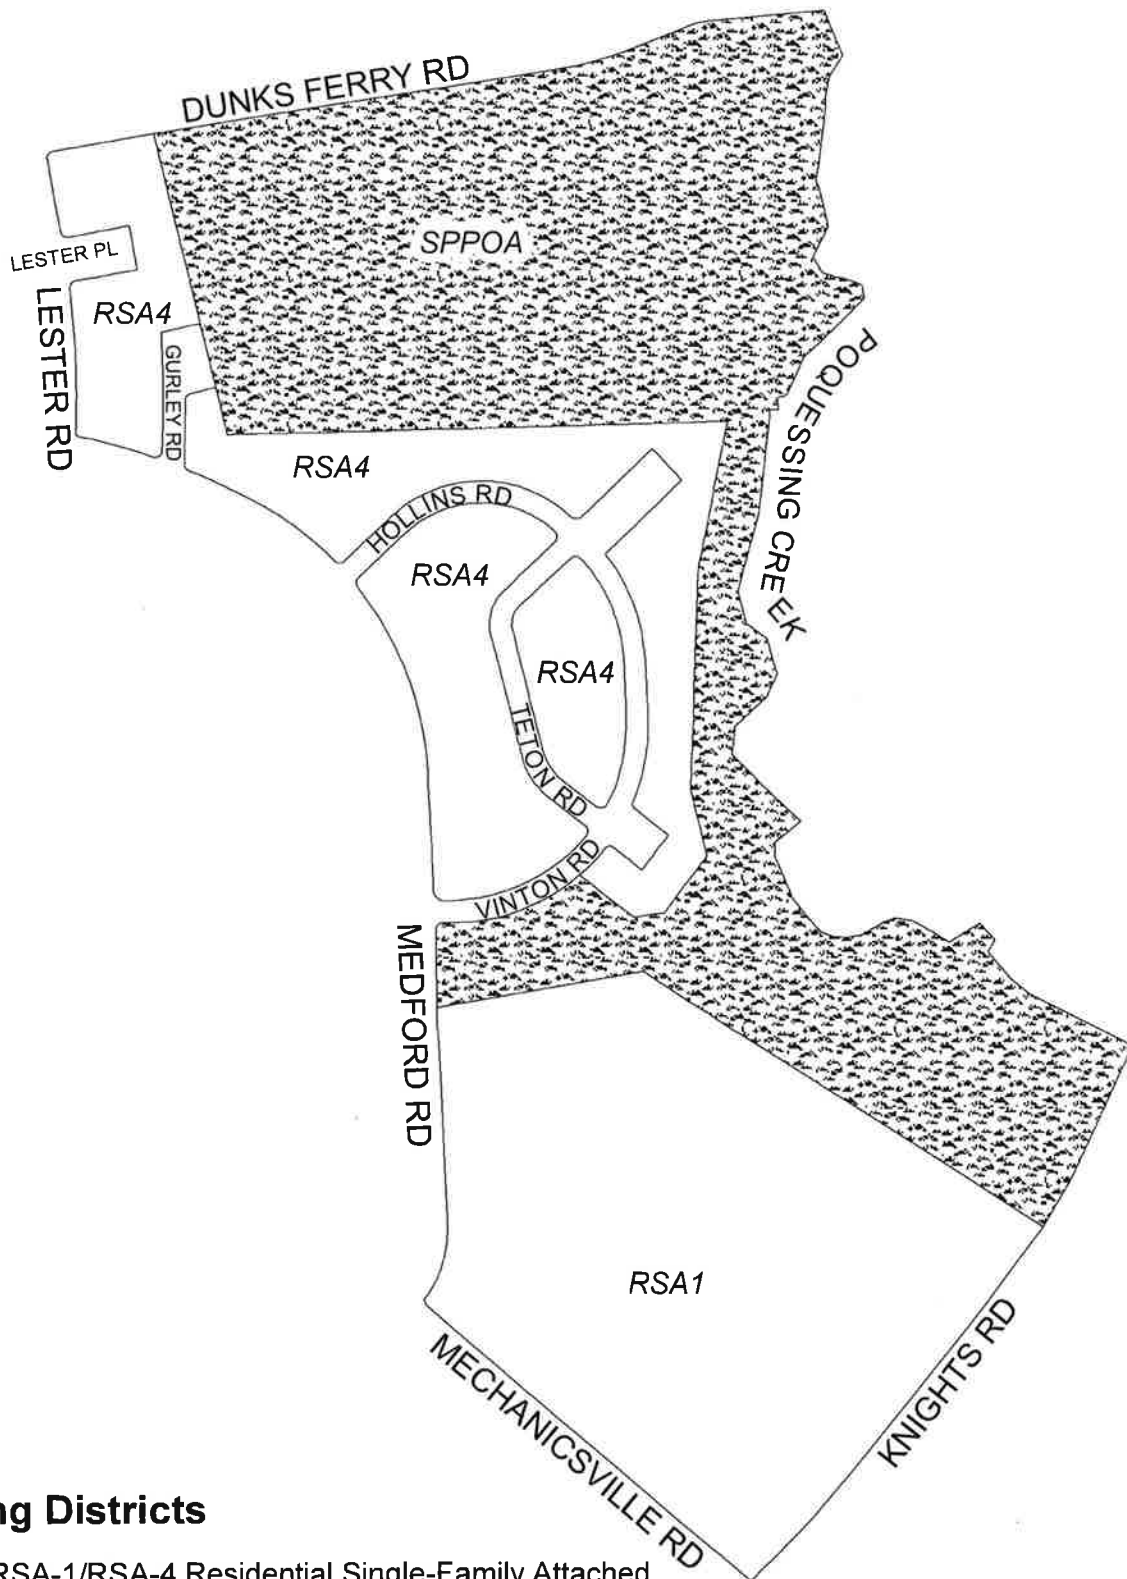 DUNKS FERRY RD
SPPOA
LESTER PL
RSA4
LESTER RD
GURLEY RD
POQUESSING CREEK
RSA4
HOLLINS RD
RSA4
RSA4
TETON RD
VINTON RD
MEDFORD RD
RSA1
KNIGHTS RD
MECHANICSVILLE RD
ng Districts
RSA-1/RSA-4 Residential Single-Family Attached